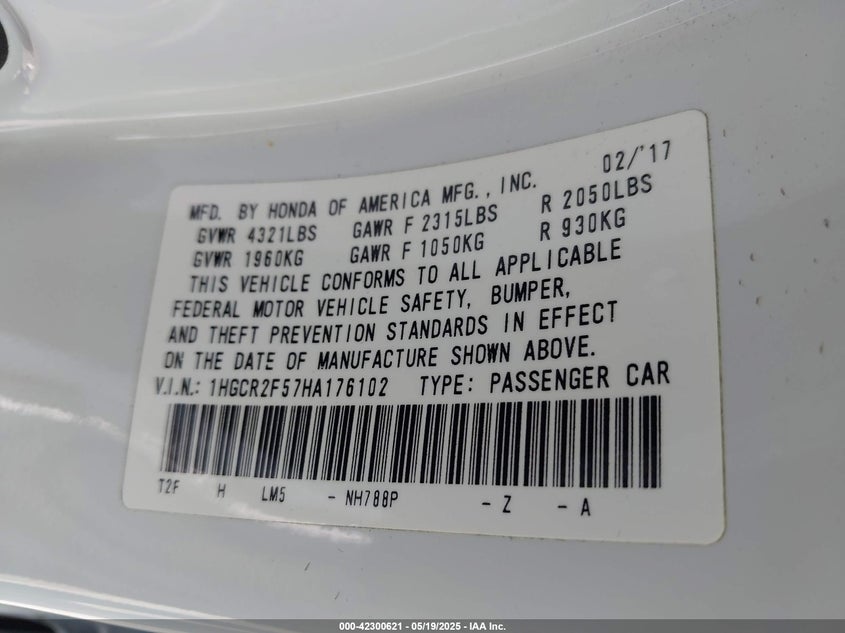 02/'17
MFD. BY HONDA OF AMERICA MFG., INC.
GVWR 4321LBS GAWR F 2315LBS R 2050LBS
GVWR 1960KG GAWR F 1050KG R 930KG
THIS VEHICLE CONFORMS TO ALL APPLICABLE
FEDERAL MOTOR VEHICLE SAFETY, BUMPER,
AND THEFT PREVENTION STANDARDS IN EFFECT
ON THE DATE OF MANUFACTURE SHOWN ABOVE.
V.I.N.: 1HGCR2F57HA176102 TYPE: PASSENGER CAR
T2F H LM5 - NH788P - Z - A
000-42300621 - 05/19/2025 - IAA Inc.